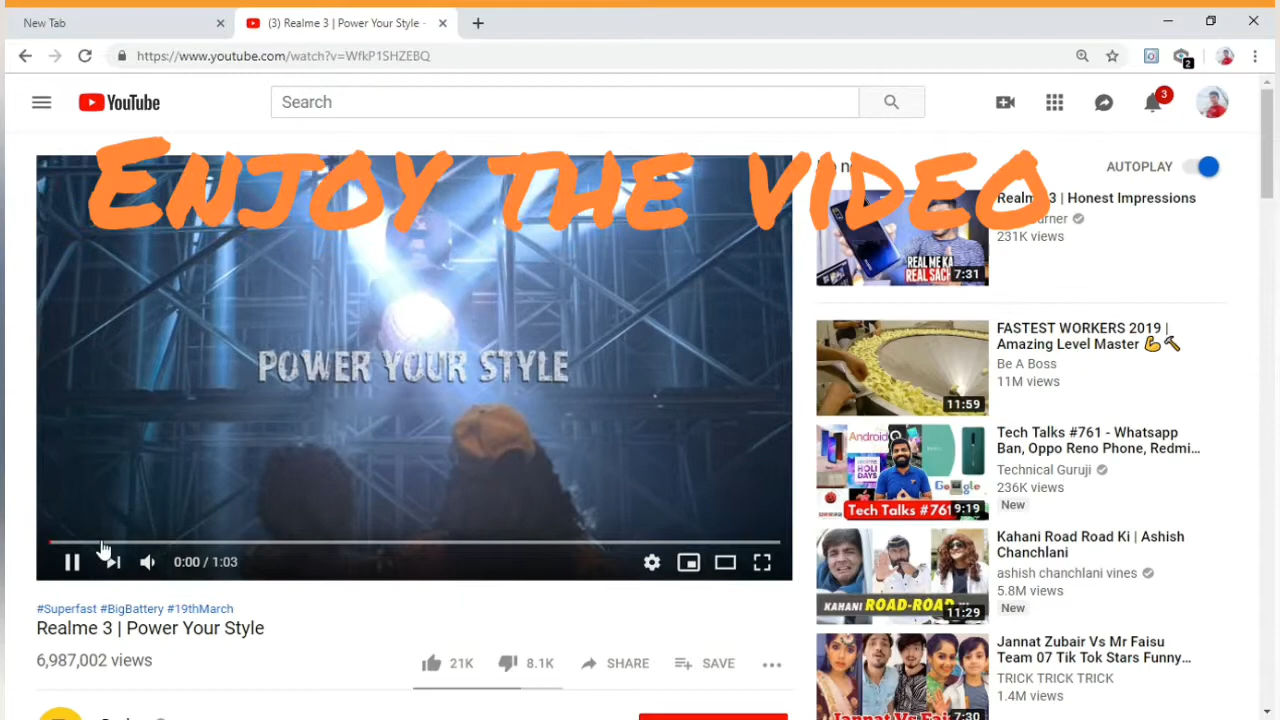 New Tab
(3) Realme 3 | Power Your Style -
https://www.youtube.com/watch?v=WfkP1SHZEBQ
2
YouTube
Search
3
ENJOY THE VIDEO
AUTOPLAY
POWER YOUR STYLE
0:00 / 1:03
#Superfast #BigBattery #19thMarch
Realme 3 | Power Your Style
6,987,002 views
21K
8.1K
SHARE
SAVE
REAL ME KA
REAL SACH
7:31
3 | Honest Impressions
231K views
11:59
FASTEST WORKERS 2019 |
Amazing Level Master 💪🔨
Be A Boss
11M views
Android
HOLI
DAYS
Google
Tech Talks #761
9:19
Tech Talks #761 - Whatsapp
Ban, Oppo Reno Phone, Redmi...
Technical Guruji
236K views
New
KAHANI ROAD-ROAD
11:29
Kahani Road Road Ki | Ashish
Chanchlani
ashish chanchlani vines
5.8M views
New
7:30
Jannat Zubair Vs Mr Faisu
Team 07 Tik Tok Stars Funny...
TRICK TRICK TRICK
1.4M views